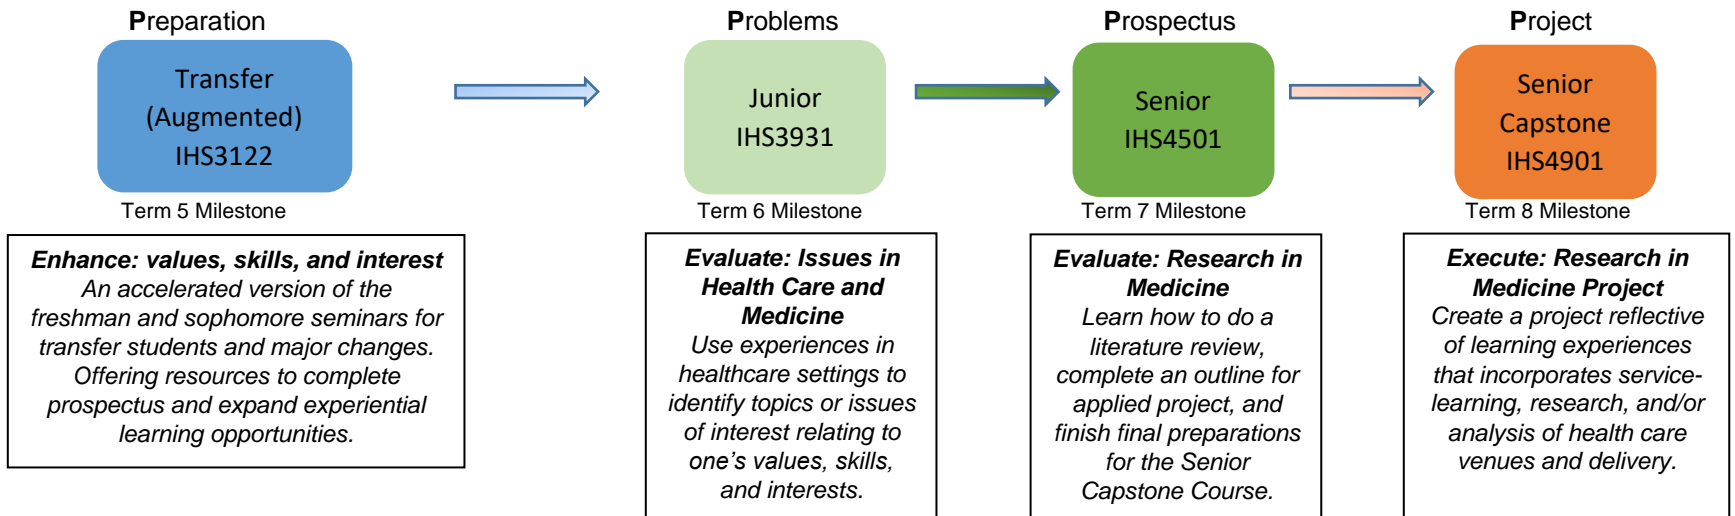 Preparation
Transfer
(Augmented)
IHS3122
Term 5 Milestone
Enhance: values, skills, and interest
An accelerated version of the
freshman and sophomore seminars for
transfer students and major changes.
Offering resources to complete
prospectus and expand experiential
learning opportunities.
Problems
Junior
IHS3931
Term 6 Milestone
Evaluate: Issues in
Health Care and
Medicine
Use experiences in
healthcare settings to
identify topics or issues
of interest relating to
one’s values, skills,
and interests.
Prospectus
Senior
IHS4501
Term 7 Milestone
Evaluate: Research in
Medicine
Learn how to do a
literature review,
complete an outline for
applied project, and
finish final preparations
for the Senior
Capstone Course.
Project
Senior
Capstone
IHS4901
Term 8 Milestone
Execute: Research in
Medicine Project
Create a project reflective
of learning experiences
that incorporates service-
learning, research, and/or
analysis of health care
venues and delivery.